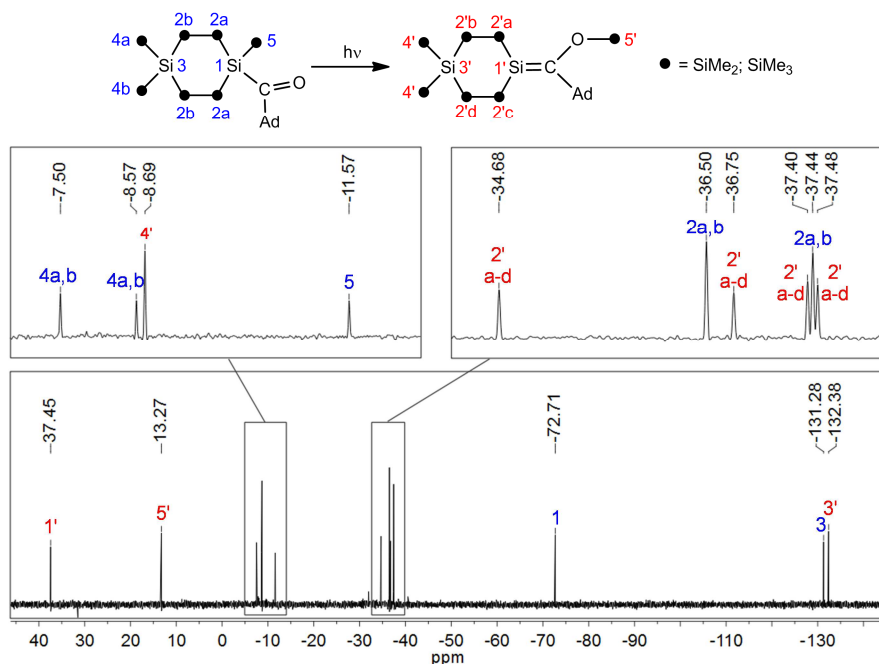 2b 2a
4a 5
Si 3 1 Si
C O
4b
2b 2a
Ad
hν
2'b 2'a
4' O 5'
Si 3' 1' Si C
4' Ad
2'd 2'c
● = SiMe2; SiMe3
-7.50
-8.57
-8.69
-11.57
4a,b
4a,b
4'
5
-34.68
-36.50
-36.75
-37.40
-37.44
-37.48
2'
a-d
2a,b
2'
a-d
2a,b
2'
a-d
2'
a-d
-37.45
-13.27
-72.71
-131.28
-132.38
1'
5'
1
3
3'
40 30 20 10 0 -10 -20 -30 -40 -50 -60 -70 -80 -90 -110 -130
ppm